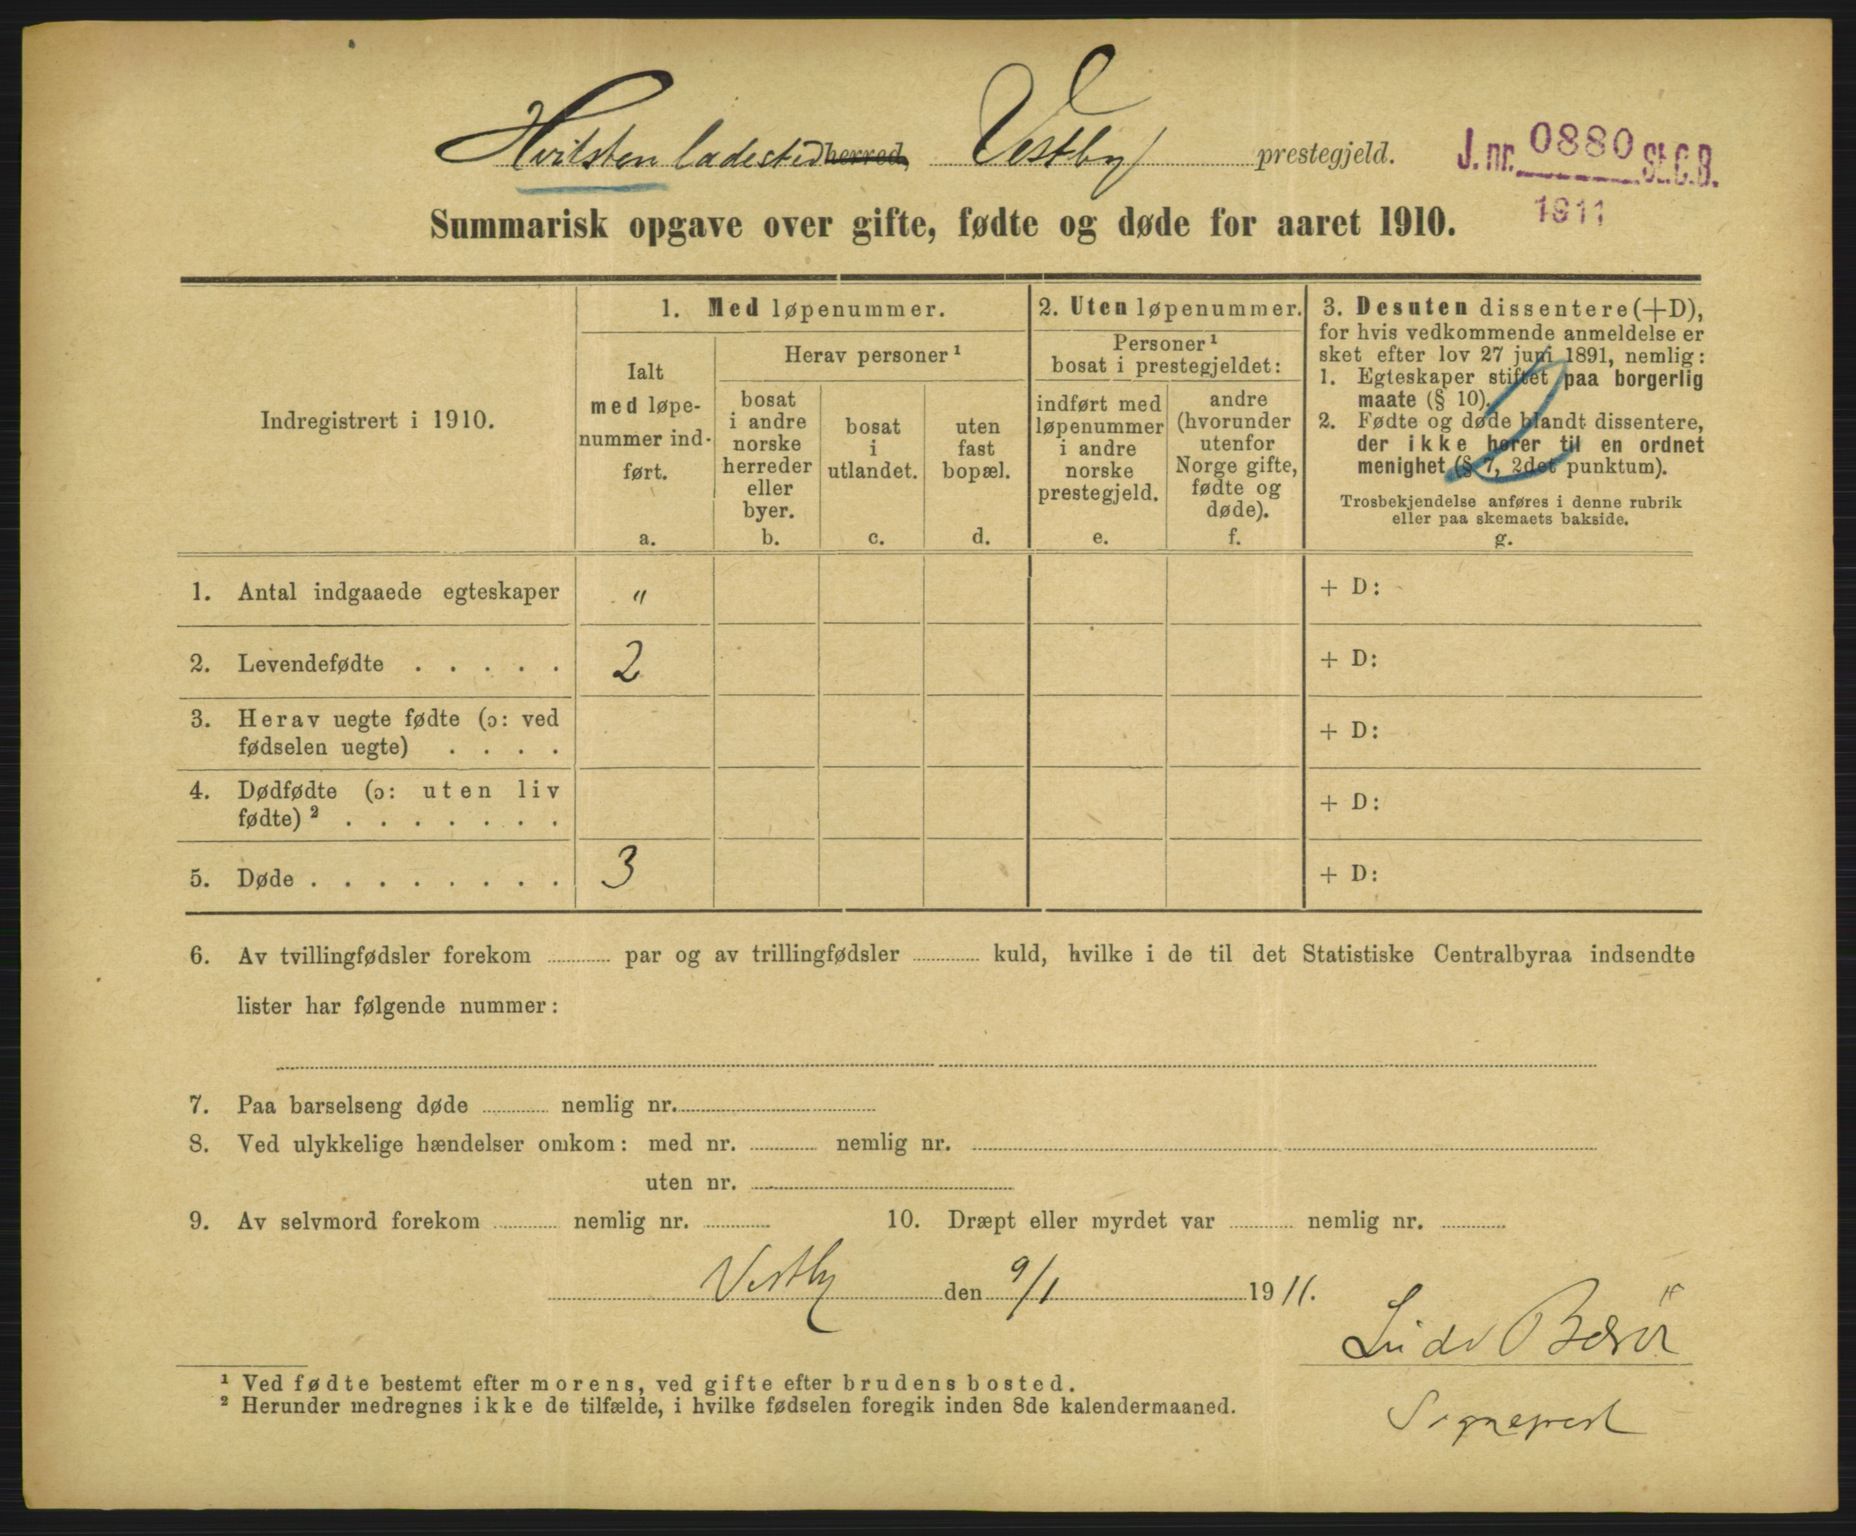 Hvitsten ladested herred, Vestby prestegjeld.
J. nr. 0880 St.C.B.
1911
Summarisk opgave over gifte, fødte og døde for aaret 1910.
Indregistrert i 1910.
1. Med løpenummer.
Ialt
med løpe-
nummer ind-
ført.
a.
Herav personer ¹
bosat
i andre
norske
herreder
eller
byer.
b.
bosat
i
utlandet.
c.
uten
fast
bopæl.
d.
2. Uten løpenummer.
Personer ¹
bosat i prestegjeldet:
indført med
løpenummer
i andre
norske
prestegjeld.
e.
andre
(hvorunder
utenfor
Norge gifte,
fødte og
døde).
f.
3. Desuten dissentere (+D),
for hvis vedkommende anmeldelse er
sket efter lov 27 juni 1891, nemlig:
1. Egteskaper stiftet paa borgerlig
maate (§ 10).
2. Fødte og døde blandt dissentere,
der ikke hører til en ordnet
menighet (§ 7, 2det punktum).
Trosbekjendelse anføres i denne rubrik
eller paa skemaets bakside.
g.
1. Antal indgaaede egteskaper " + D:
2. Levendefødte . . . . . 2 + D:
3. Herav uegte fødte (ɔ: ved
fødselen uegte) . . . . + D:
4. Dødfødte (ɔ: uten liv
fødte) ² . . . . . . . + D:
5. Døde . . . . . . . . 3 + D:
6. Av tvillingfødsler forekom ........ par og av trillingfødsler ........ kuld, hvilke i de til det Statistiske Centralbyraa indsendte
lister har følgende nummer:
7. Paa barselseng døde ........ nemlig nr. ........
8. Ved ulykkelige hændelser omkom: med nr. ........ nemlig nr. ........
uten nr. ........
9. Av selvmord forekom ........ nemlig nr. ........ 10. Dræpt eller myrdet var ........ nemlig nr. ........
Vestby den 9/1 1911.
Sogneprest
¹ Ved fødte bestemt efter morens, ved gifte efter brudens bosted.
² Herunder medregnes ikke de tilfælde, i hvilke fødselen foregik inden 8de kalendermaaned.